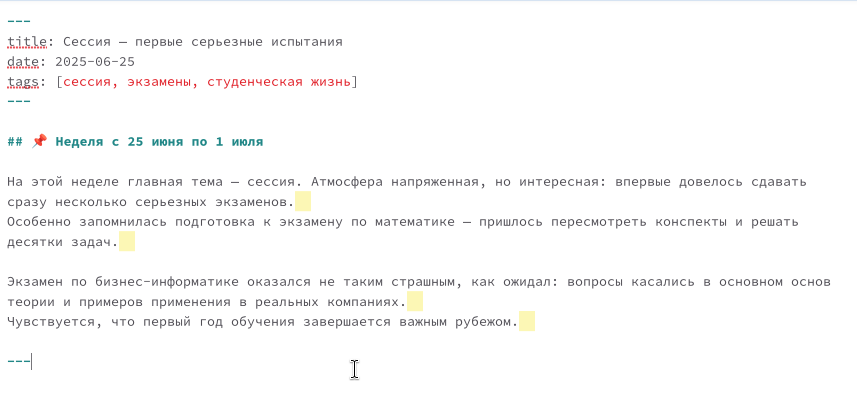 ---
title: Сессия — первые серьезные испытания
date: 2025-06-25
tags: [сессия, экзамены, студенческая жизнь]
---
## 📌 Неделя с 25 июня по 1 июля
На этой неделе главная тема — сессия. Атмосфера напряженная, но интересная: впервые довелось сдавать
сразу несколько серьезных экзаменов.
Особенно запомнилась подготовка к экзамену по математике — пришлось пересмотреть конспекты и решать
десятки задач.
Экзамен по бизнес-информатике оказался не таким страшным, как ожидал: вопросы касались в основном основ
теории и примеров применения в реальных компаниях.
Чувствуется, что первый год обучения завершается важным рубежом.
---